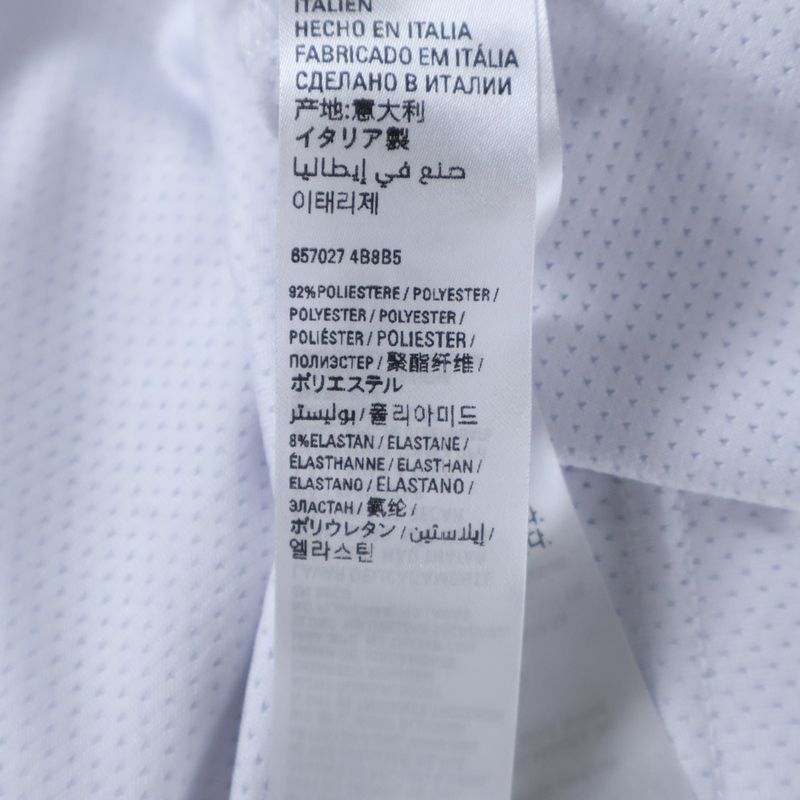 ITALIEN
HECHO EN ITALIA
FABRICADO EM ITÁLIA
СДЕЛАНО В ИТАЛИИ
产地:意大利
イタリア製
صنع في إيطاليا
이태리제
657027 4B9B5
92%POLIESTERE / POLYESTER /
POLYESTER / POLYESTER /
POLIÉSTER / POLIESTER /
ПОЛИЭСТЕР / 聚酯纤维 /
ポリエステル
بوليستر / 폴리아미드
8%ELASTAN / ELASTANE /
ÉLASTHANNE / ELASTHAN /
ELASTANO / ELASTANO /
ЭЛАСТАН / 氨纶 /
ポリウレタン / إيلاستين /
엘라스틴